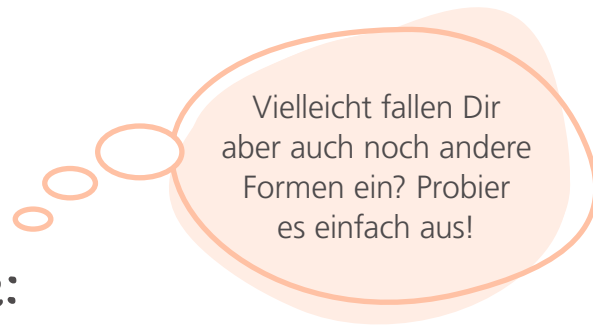 Vielleicht fallen Dir
aber auch noch andere
Formen ein? Probier
es einfach aus!